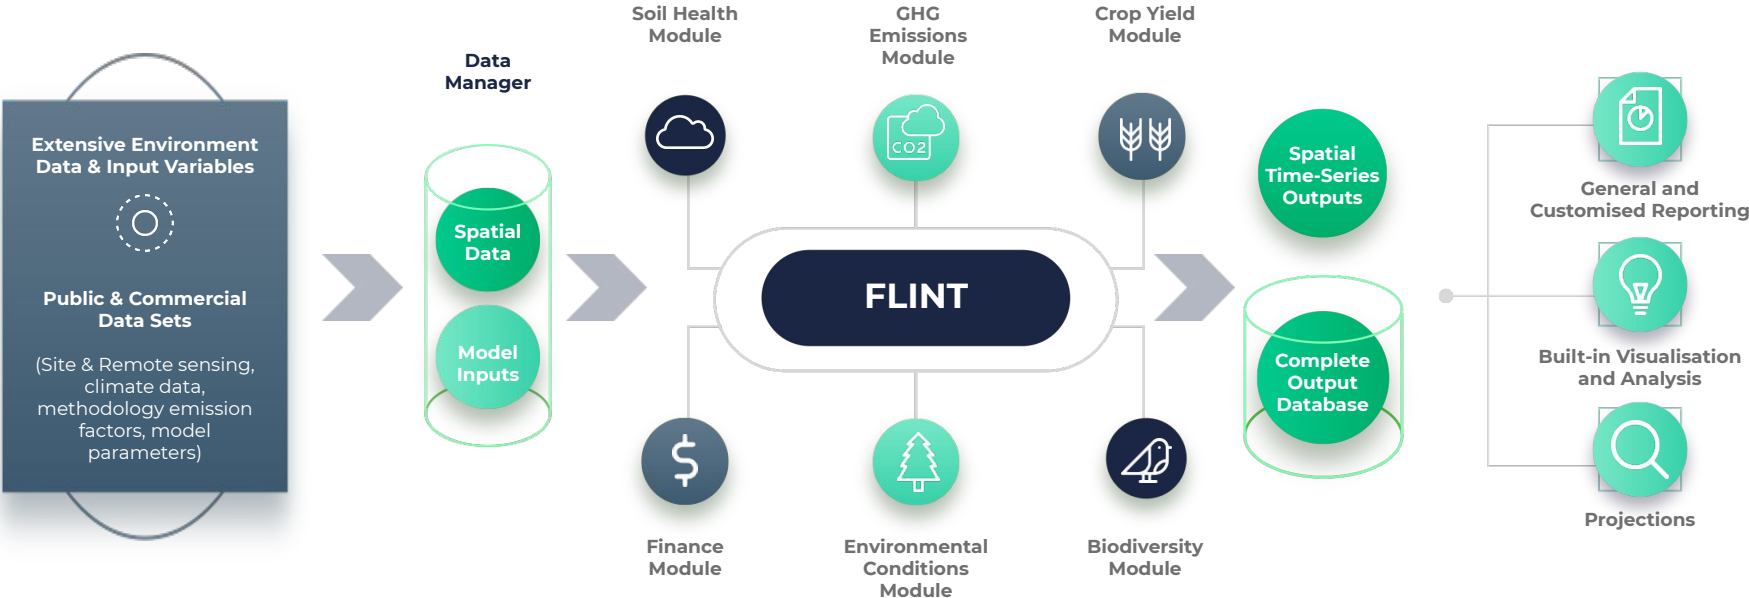 Extensive Environment
Data & Input Variables
Public & Commercial
Data Sets
(Site & Remote sensing,
climate data,
methodology emission
factors, model
parameters)
Data
Manager
Spatial
Data
Model
Inputs
Soil Health
Module
GHG
Emissions
Module
CO2
Crop Yield
Module
FLINT
Finance
Module
Environmental
Conditions
Module
Biodiversity
Module
Spatial
Time-Series
Outputs
Complete
Output
Database
General and
Customised Reporting
Built-in Visualisation
and Analysis
Projections